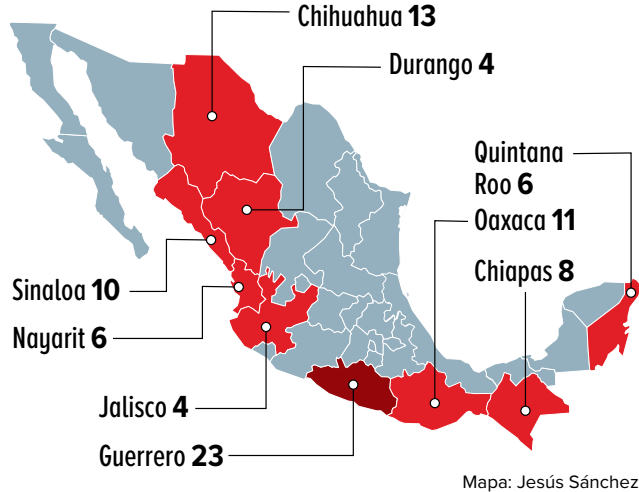 Chihuahua 13
Durango 4
Quintana
Roo 6
Oaxaca 11
Chiapas 8
Sinaloa 10
Nayarit 6
Jalisco 4
Guerrero 23
Mapa: Jesús Sánchez